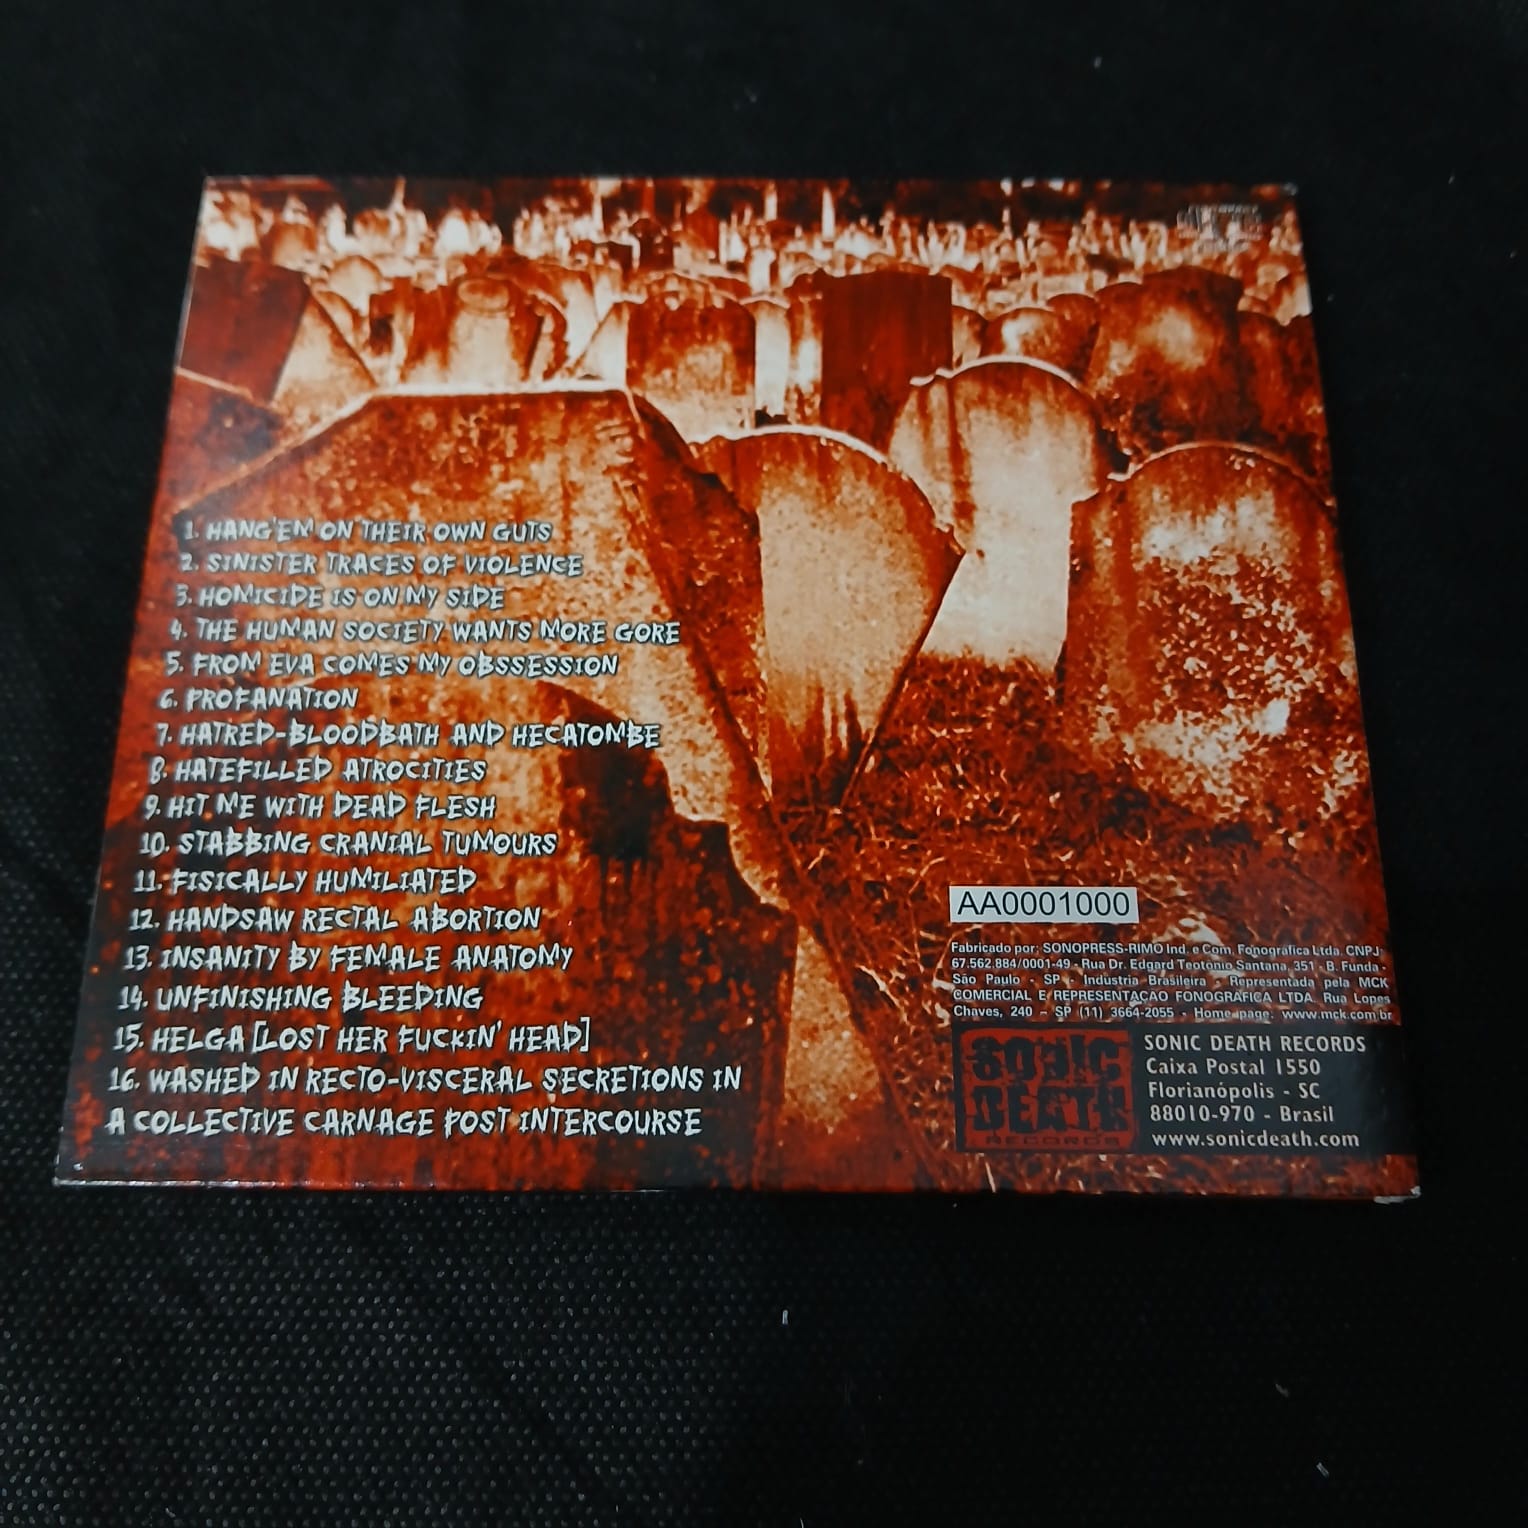 1. HANG'EM ON THEIR OWN GUTS
2. SINISTER TRACES OF VIOLENCE
3. HOMICIDE IS ON MY SIDE
4. THE HUMAN SOCIETY WANTS MORE GORE
5. FROM EVA COMES MY OBSSESSION
6. PROFANATION
7. HATRED-BLOODBATH AND HECATOMBE
8. HATEFILLED ATROCITIES
9. HIT ME WITH DEAD FLESH
10. STABBING CRANIAL TUMOURS
11. FISICALLY HUMILIATED
12. HANDSAW RECTAL ABORTION
13. INSANITY BY FEMALE ANATOMY
14. UNFINISHING BLEEDING
15. HELGA [LOST HER FUCKIN' HEAD]
16. WASHED IN RECTO-VISCERAL SECRETIONS IN
A COLLECTIVE CARNAGE POST INTERCOURSE
AA0001000
Fabricado por: SONOPRESS-RIMO Ind. e Com. Fonográfica Ltda. CNPJ:
67.562.884/0001-49 - Rua Dr. Edgard Teotônio Santana, 351 - B. Funda -
São Paulo - SP - Indústria Brasileira - Representada pela MCK
COMERCIAL E REPRESENTAÇÃO FONOGRÁFICA LTDA. Rua Lopes
Chaves, 240 – SP (11) 3664-2055 - Home page: www.mck.com.br
SONIC
DEATH
RECORDS
SONIC DEATH RECORDS
Caixa Postal 1550
Florianópolis - SC
88010-970 - Brasil
www.sonicdeath.com